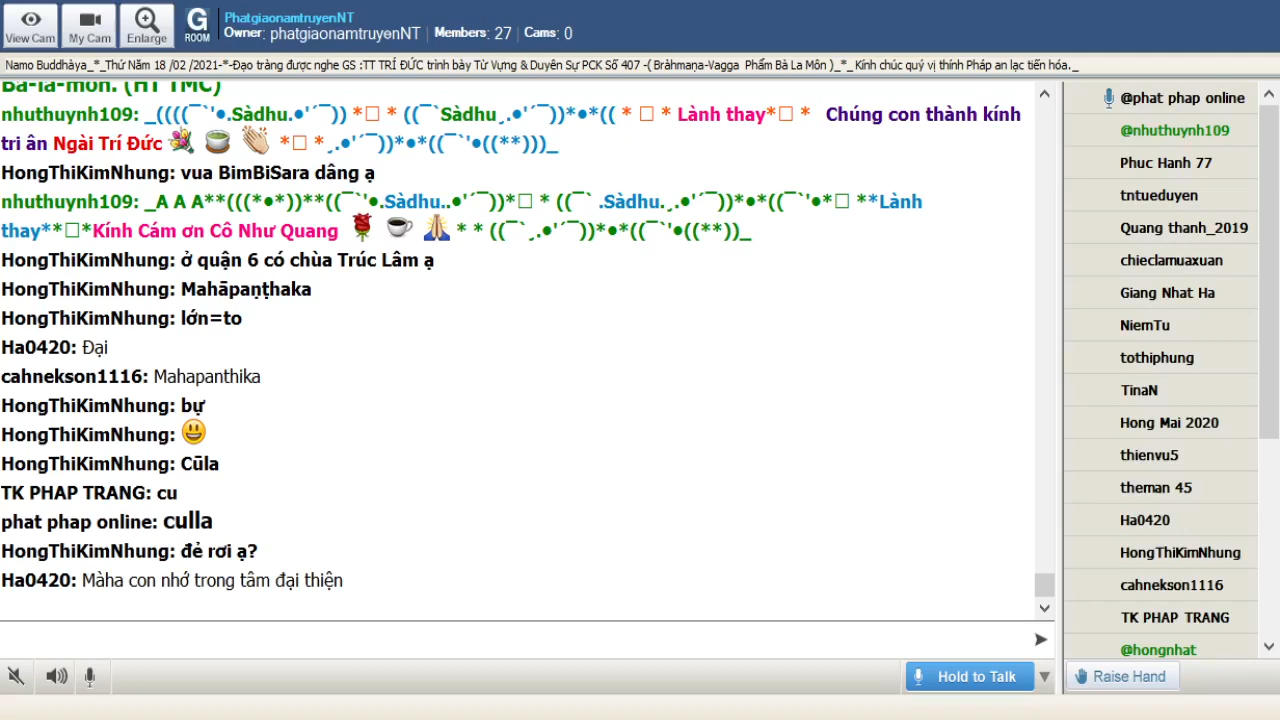 View Cam
My Cam
Enlarge
G
ROOM
PhatgiaonamtruyenNT
Owner: phatgiaonamtruyenNT | Members: 27 | Cams: 0
Namo Buddhàya_*_Thứ Năm 18 /02 /2021-*-Đạo tràng được nghe GS :TT TRÍ ĐỨC trình bày Từ Vựng & Duyên Sự PCK Số 407 -( Bràhmaṇa-Vagga Phẩm Bà La Môn )_*_ Kính chúc quý vị thính Pháp an lạc tiến hóa._
Bà-la-môn. (HT TMC)
nhuthuynh109: _((((¯`'•.Sàdhu.•'´¯)) *□ * ((¯`Sàdhu¸.•'´¯))*•*(( * □ * Lành thay*□ * Chúng con thành kính
tri ân Ngài Trí Đức 💐 🍵 👏 *□ *¸.•'´¯))*•*((¯`'•((**)))_
HongThiKimNhung: vua BimBiSara dâng ạ
nhuthuynh109: _A A A**(((*•*))**((¯`'•.Sàdhu..•'´¯))*□ * ((¯` .Sàdhu.¸.•'´¯))*•*((¯`'•*□ **Lành
thay**□*Kính Cám ơn Cô Như Quang 🌹 ☕ 🙏 * * ((¯`¸.•'´¯))*•*((¯`'•((**))_
HongThiKimNhung: ở quận 6 có chùa Trúc Lâm ạ
HongThiKimNhung: Mahāpaṇṭhaka
HongThiKimNhung: lớn=to
Ha0420: Đại
cahnekson1116: Mahapanthika
HongThiKimNhung: bự
HongThiKimNhung: 😃
HongThiKimNhung: Cūla
TK PHAP TRANG: cu
phat phap online: culla
HongThiKimNhung: đẻ rơi ạ?
Ha0420: Màha con nhớ trong tâm đại thiện
@phat phap online
@nhuthuynh109
Phuc Hanh 77
tntueduyen
Quang thanh_2019
chieclamuaxuan
Giang Nhat Ha
NiemTu
tothiphung
TinaN
Hong Mai 2020
thienvu5
theman 45
Ha0420
HongThiKimNhung
cahnekson1116
TK PHAP TRANG
@hongnhat
Hold to Talk
Raise Hand